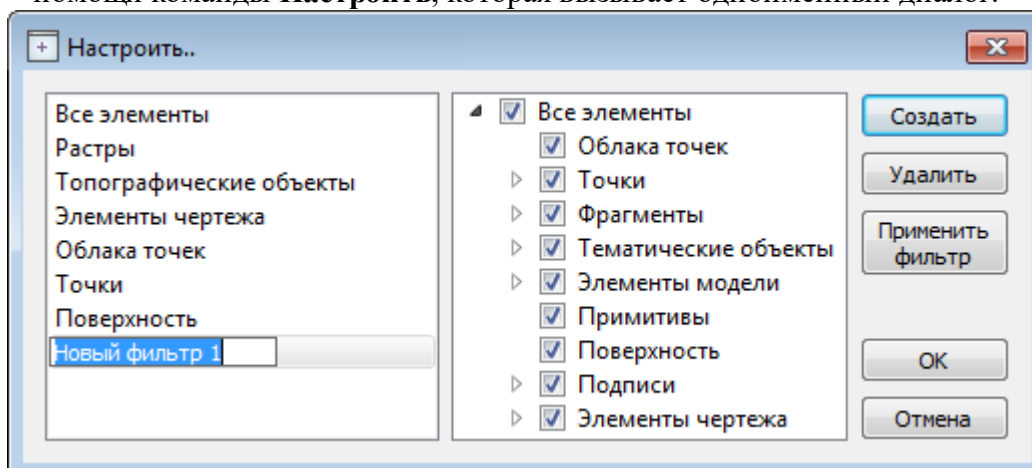 помощи команды Настроить, которая вызывает одноименный диалог.
Настроить..
Все элементы
Растры
Топографические объекты
Элементы чертежа
Облака точек
Точки
Поверхность
Новый фильтр 1
Все элементы
Облака точек
Точки
Фрагменты
Тематические объекты
Элементы модели
Примитивы
Поверхность
Подписи
Элементы чертежа
Создать
Удалить
Применить
фильтр
ОК
Отмена